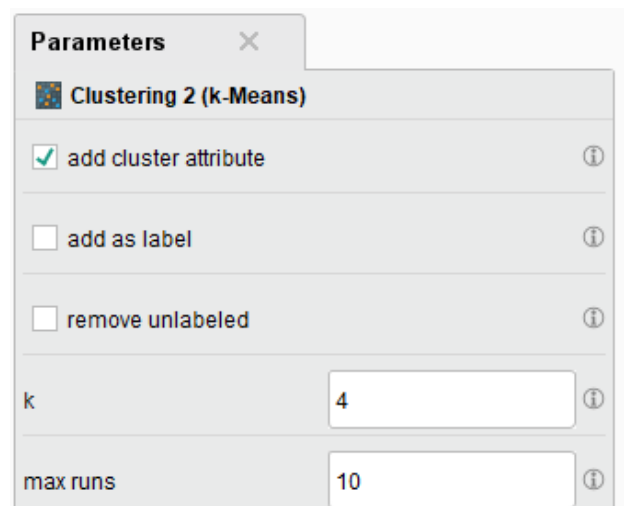 Parameters
Clustering 2 (k-Means)
add cluster attribute
add as label
remove unlabeled
k 4
max runs 10